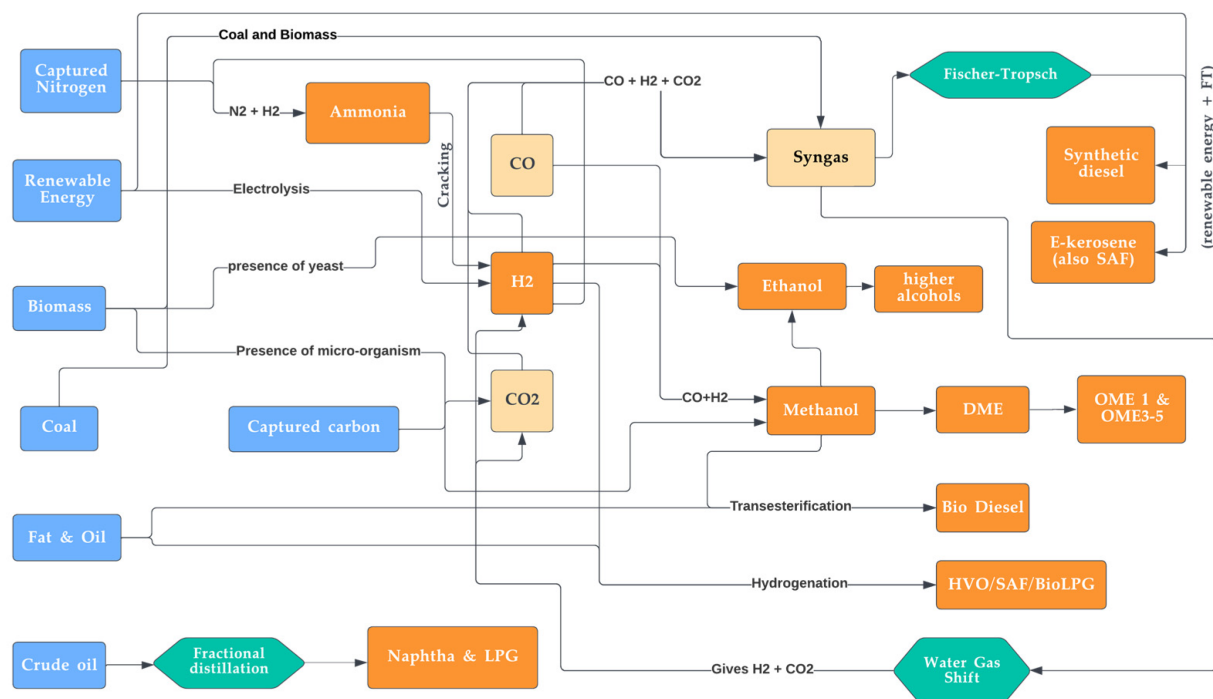 Coal and Biomass
Captured
Nitrogen
Fischer-Tropsch
CO + H2 + CO2
N2 + H2
Ammonia
(renewable energy + FT)
Syngas
CO
Synthetic
diesel
Cracking
Renewable
Energy
Electrolysis
E-kerosene
(also SAF)
presence of yeast
H2
Ethanol
higher
alcohols
Biomass
Presence of micro-organism
CO2
CO+H2
Methanol
DME
OME 1 &
OME3-5
Coal
Captured carbon
Transesterification
Bio Diesel
Fat & Oil
Hydrogenation
HVO/SAF/BioLPG
Crude oil
Fractional
distillation
Naphtha & LPG
Gives H2 + CO2
Water Gas
Shift